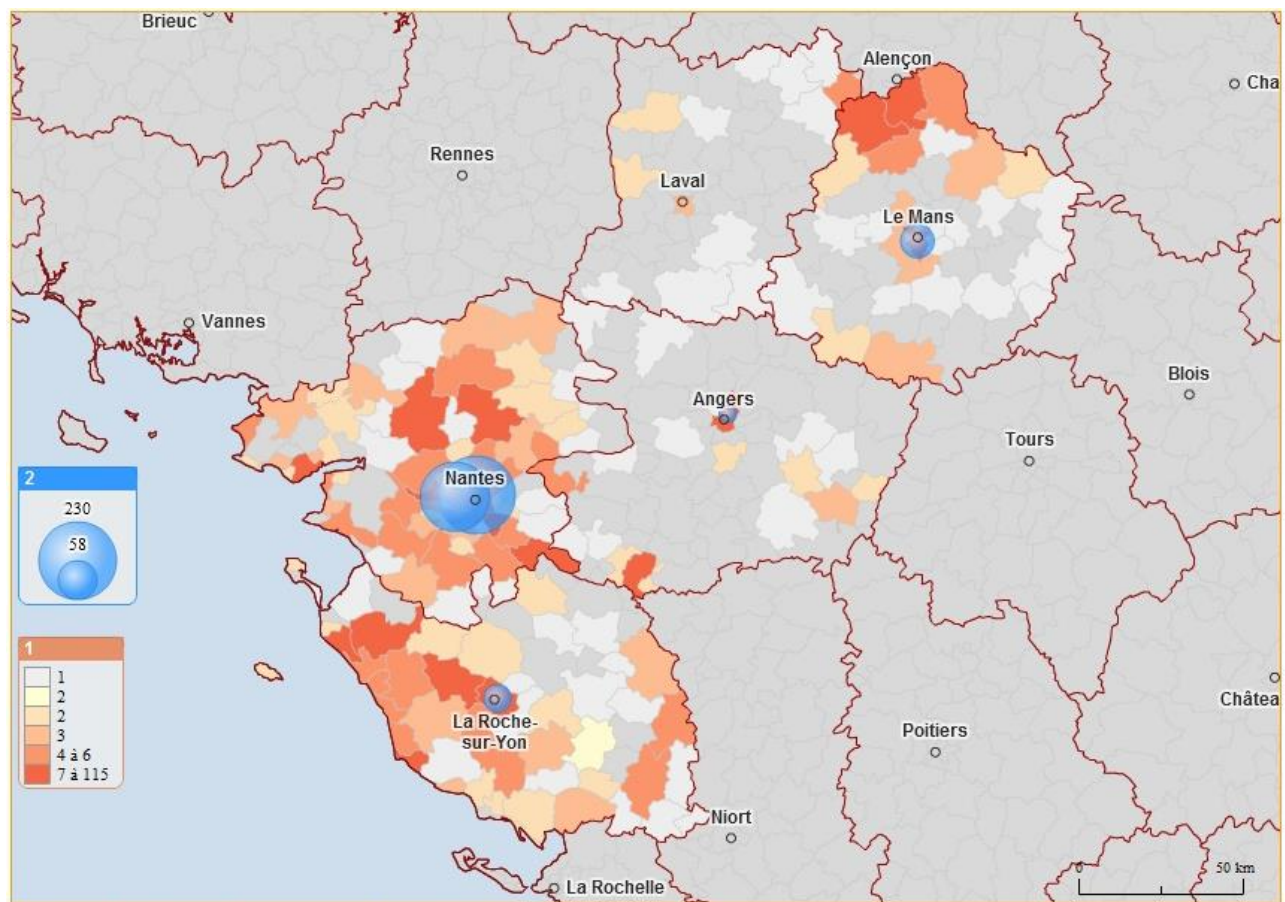 Brieuc
Alençon
Cha
Rennes
Laval
Le Mans
Vannes
Blois
Angers
Tours
2
230
58
Nantes
1
1
2
2
3
4 à 6
7 à 115
Châtea
La Roche-
sur-Yon
Poitiers
Niort
La Rochelle
0 50 km